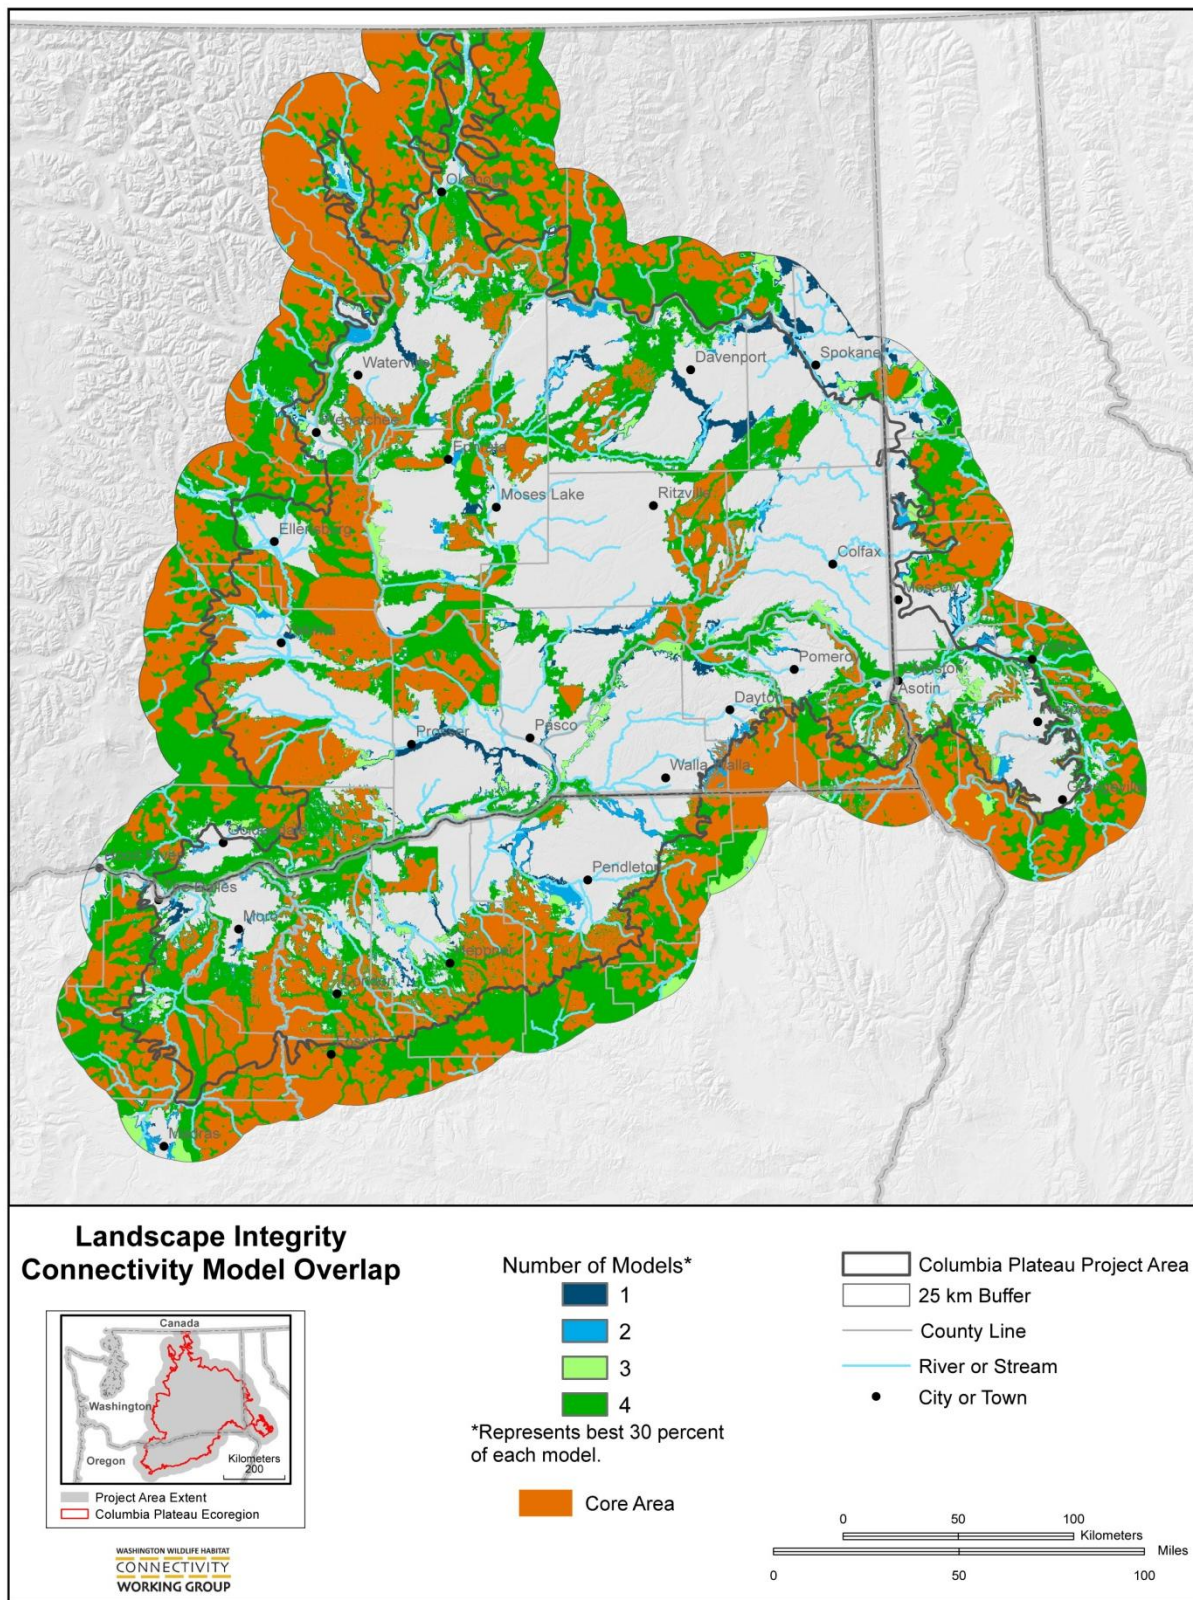 Okanogan
Waterville
Davenport
Spokane
Wenatchee
Ephrata
Moses Lake
Ritzville
Ellensburg
Colfax
Moscow
Yakima
Pomeroy
Lewiston
Asotin
Dayton
Prosser
Pasco
Walla Walla
Goldendale
Pendleton
The Dalles
Moro
Heppner
Madras
Landscape Integrity
Connectivity Model Overlap
Canada
Washington
Oregon
Kilometers
200
Project Area Extent
Columbia Plateau Ecoregion
WASHINGTON WILDLIFE HABITAT
CONNECTIVITY
WORKING GROUP
Number of Models*
1
2
3
4
*Represents best 30 percent
of each model.
Core Area
Columbia Plateau Project Area
25 km Buffer
County Line
River or Stream
City or Town
0 50 100
Kilometers
Miles
0 50 100